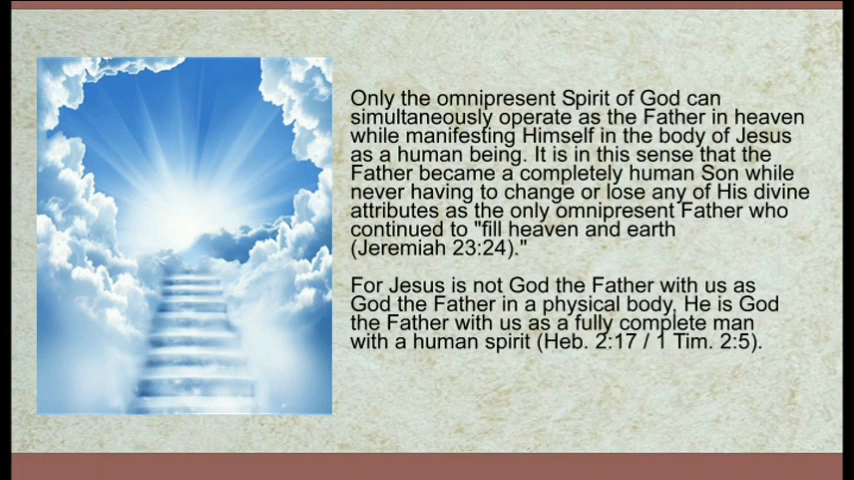 Only the omnipresent Spirit of God can
simultaneously operate as the Father in heaven
while manifesting Himself in the body of Jesus
as a human being. It is in this sense that the
Father became a completely human Son while
never having to change or lose any of His divine
attributes as the only omnipresent Father who
continued to "fill heaven and earth
(Jeremiah 23:24)."
For Jesus is not God the Father with us as
God the Father in a physical body, He is God
the Father with us as a fully complete man
with a human spirit (Heb. 2:17 / 1 Tim. 2:5).